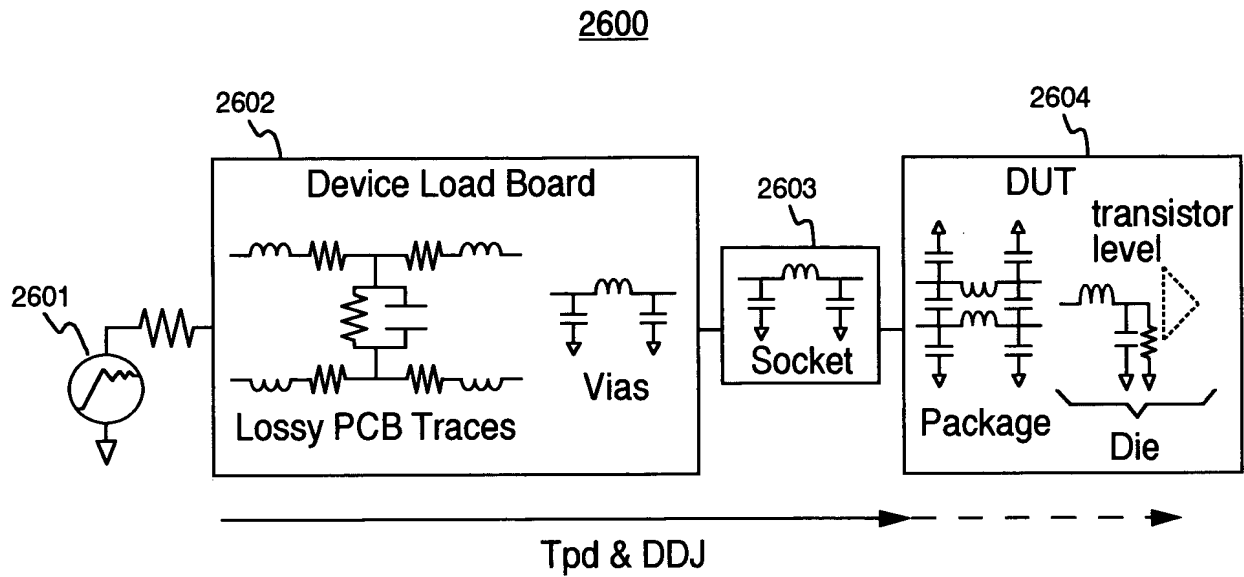 2600
2602
2604
2603
2601
Device Load Board
Lossy PCB Traces
Vias
Socket
DUT
transistor
level
Package
Die
Tpd & DDJ